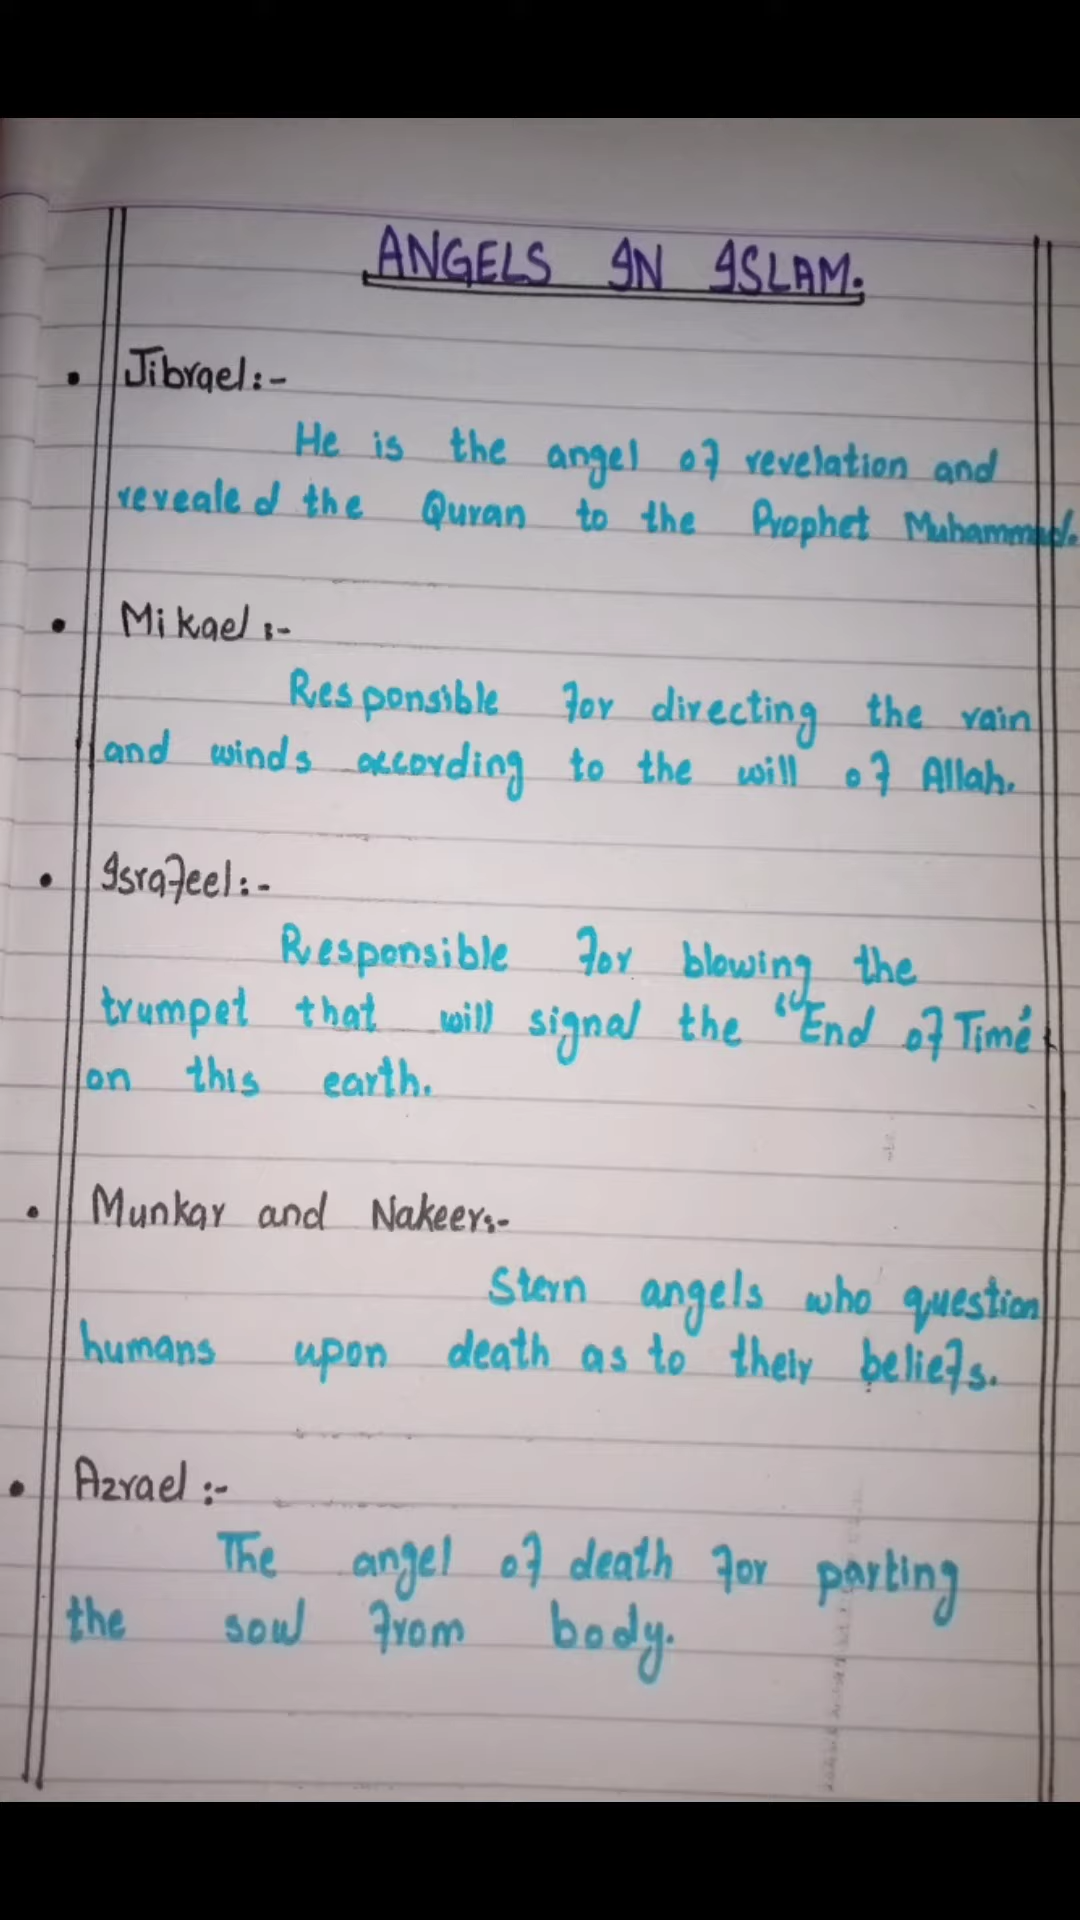 ANGELS IN ISLAM.
Jibrael:-
He is the angel of revelation and
revealed the Quran to the Prophet Muhammad.
Mikael:-
Responsible for directing the rain
and winds according to the will of Allah.
Israfeel:-
Responsible for blowing the
trumpet that will signal the "End of Time"
on this earth.
Munkar and Nakeer:-
Stern angels who question
humans upon death as to their beliefs.
Azrael:-
The angel of death for parting
the soul from body.